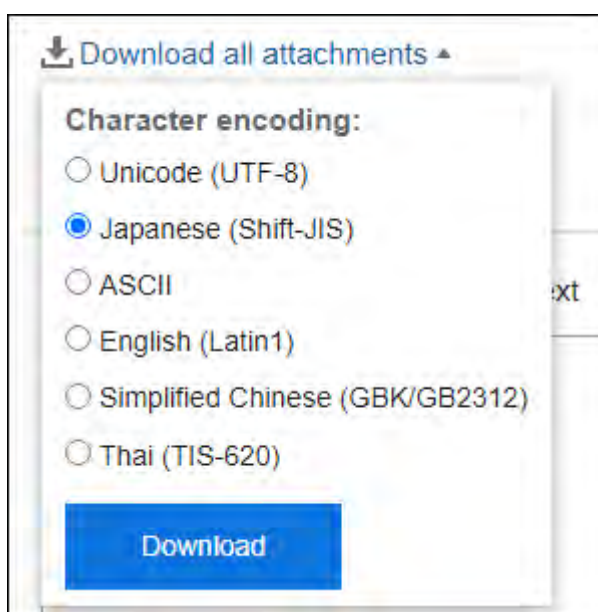 Download all attachments ▲
Character encoding:
Unicode (UTF-8)
Japanese (Shift-JIS)
ASCII
ext
English (Latin1)
Simplified Chinese (GBK/GB2312)
Thai (TIS-620)
Download